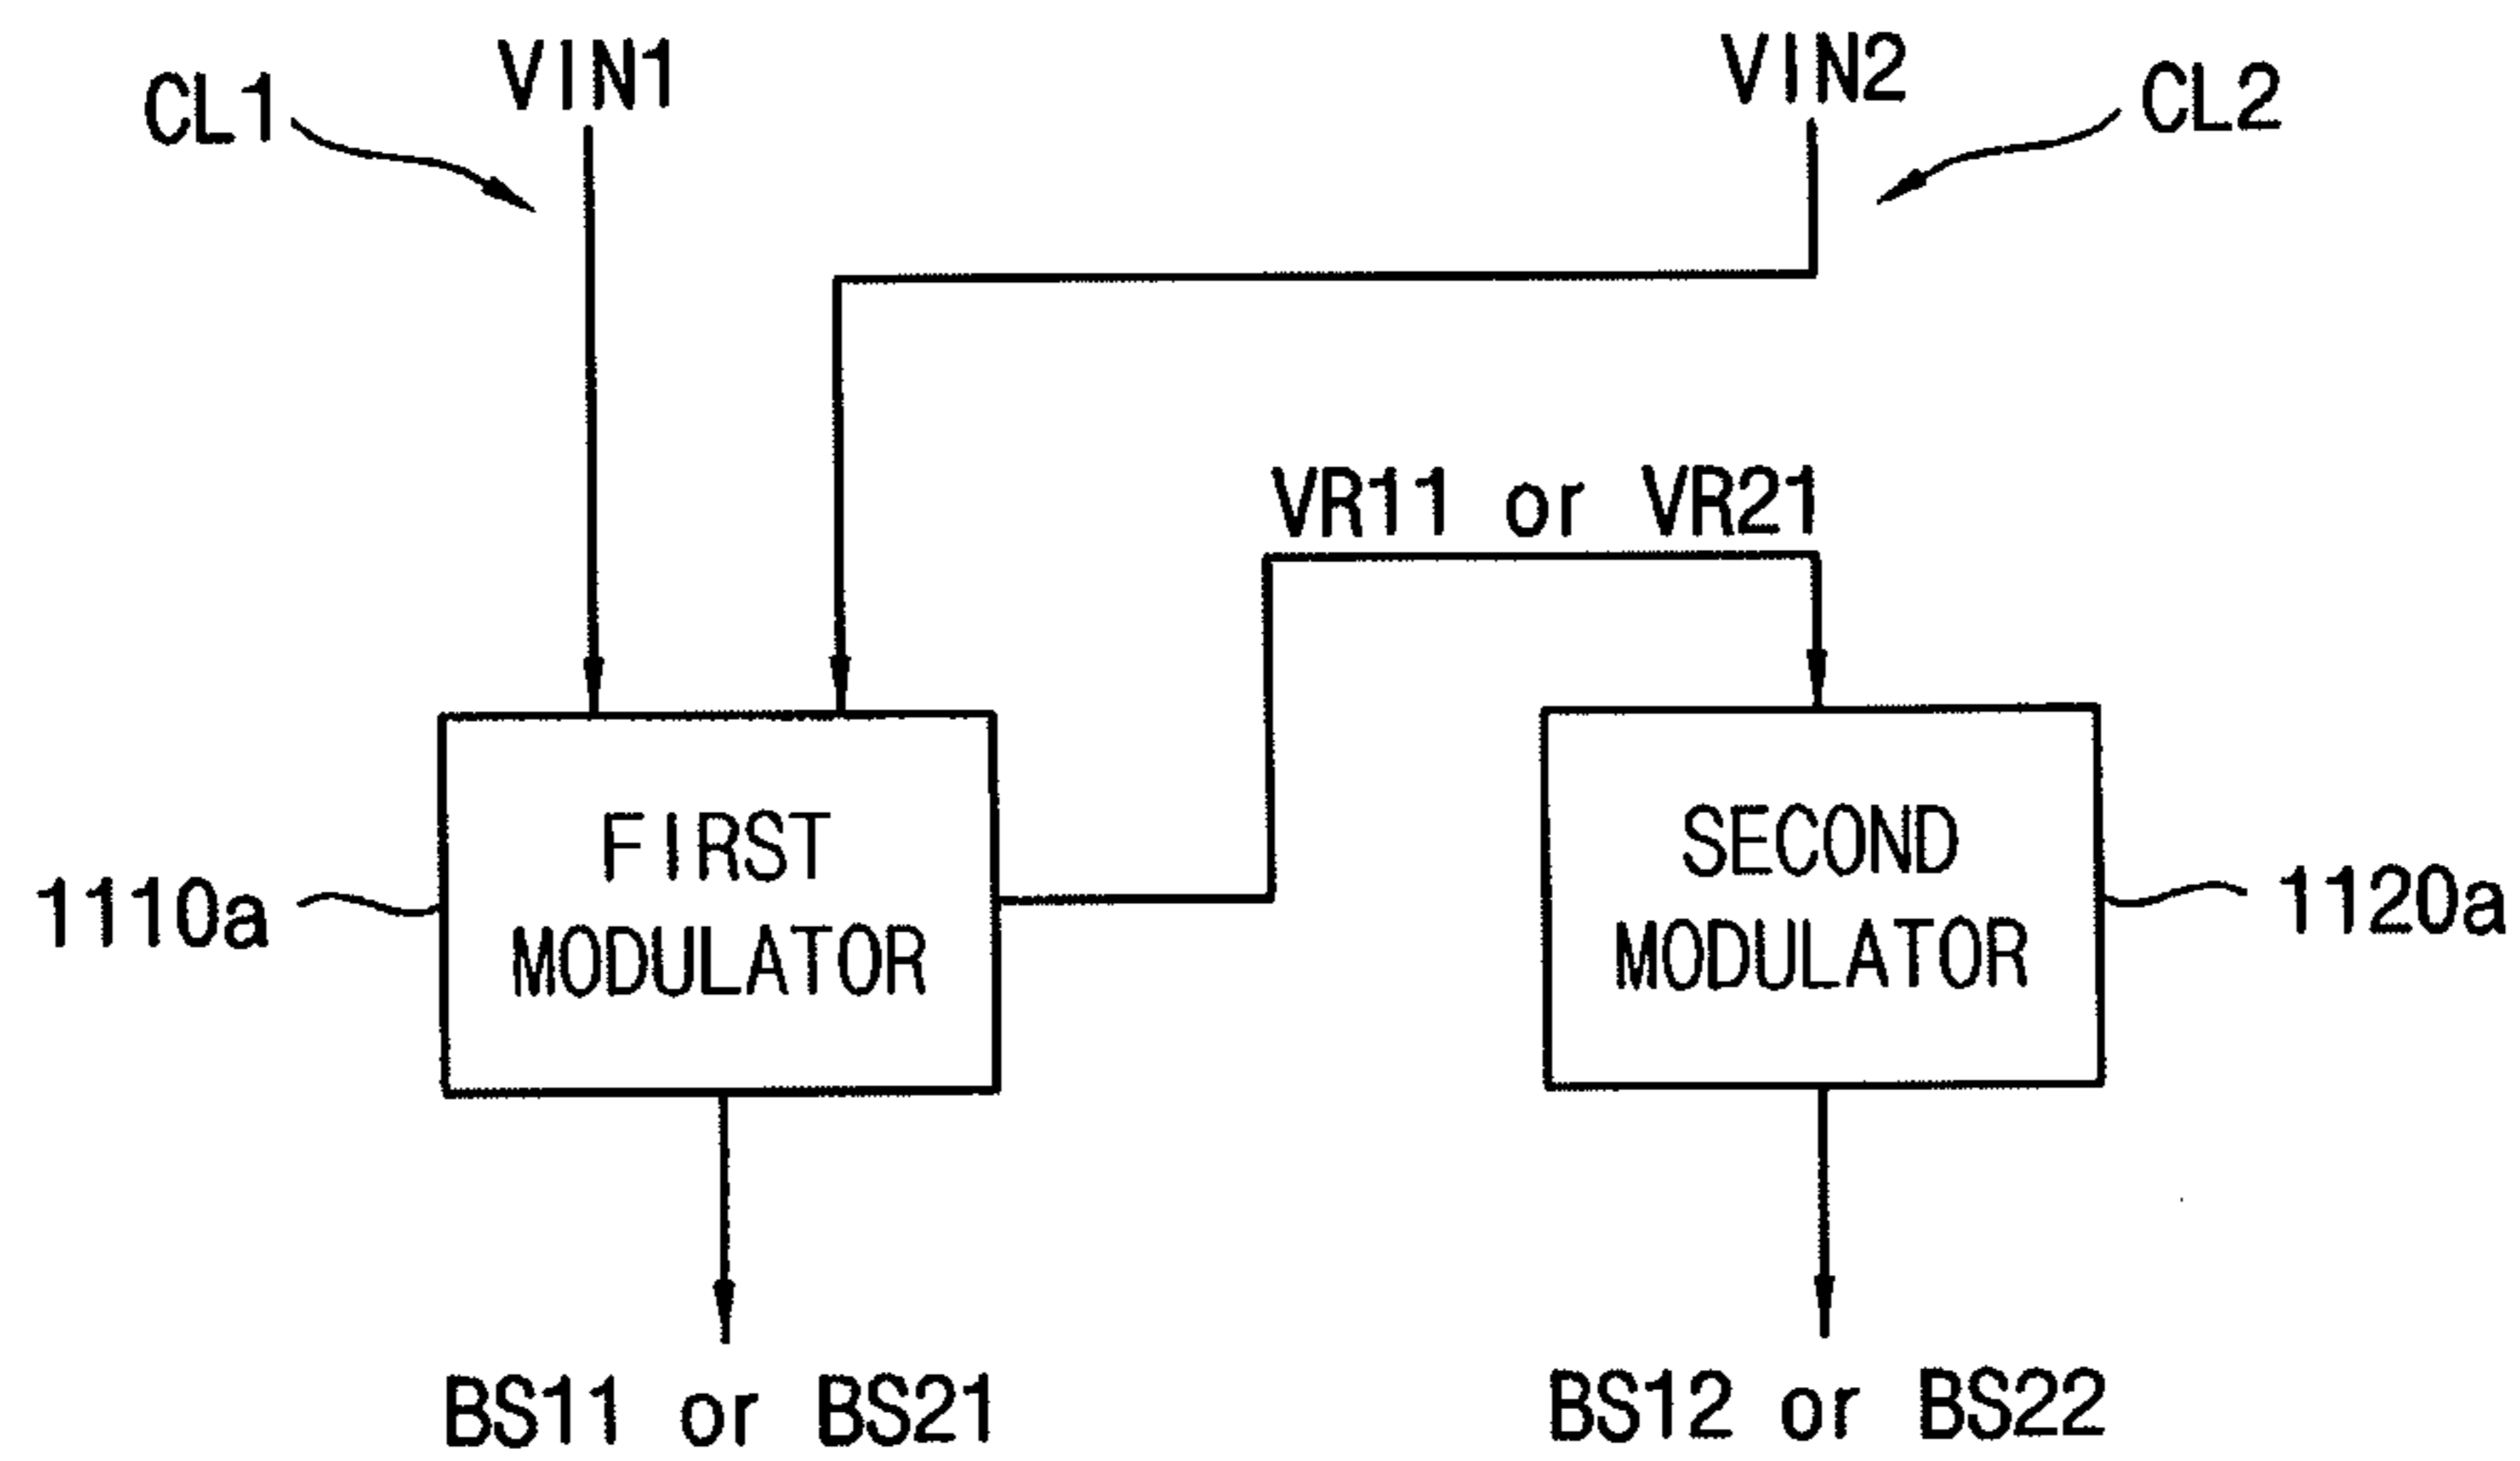 VIN1
VIN2
CL1
CL2
VR11 or VR21
FIRST
MODULATOR
SECOND
MODULATOR
1110a
1120a
BS11 or BS21
BS12 or BS22